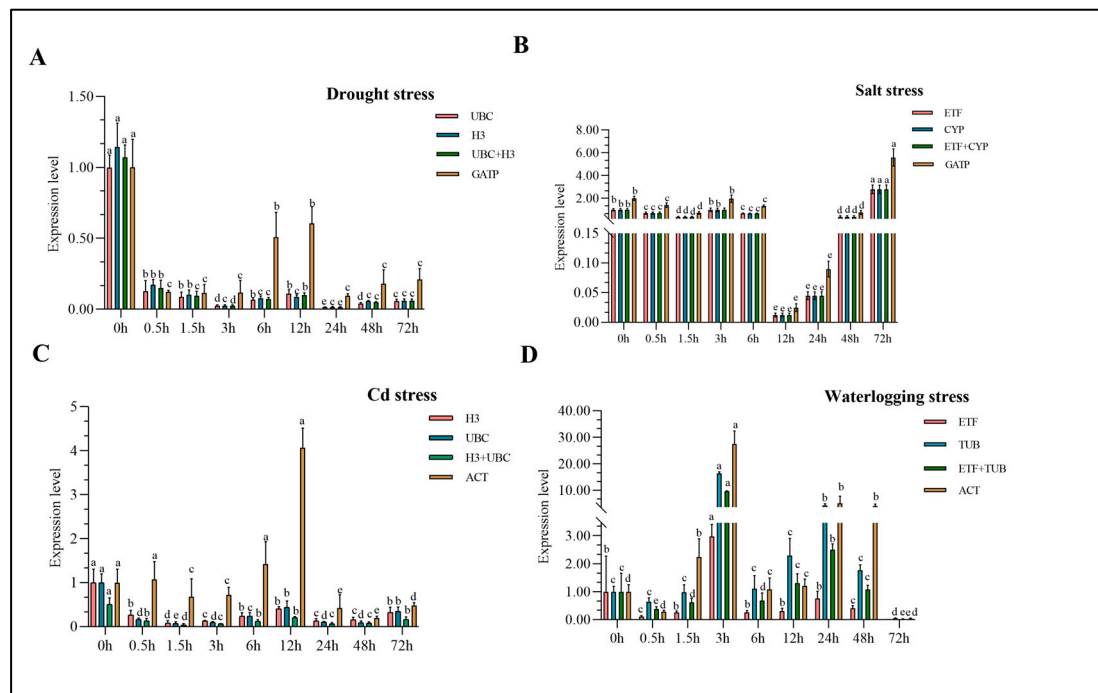 A
Drought stress
Expression level
1.50
1.00
0.50
0.00
UBC
H3
UBC+H3
GATP
a a a a
b b b c
b b b c
d c d c
b c c b
b c b b
e c e c
d c d c
c c c c
0h 0.5h 1.5h 3h 6h 12h 24h 48h 72h
B
Salt stress
Expression level
8.00
6.00
4.00
2.00
0.15
0.10
0.05
0.00
ETF
CYP
ETF+CYP
GATP
b b b b
c c c c
d d d d
b b b b
c c c c
e e e e
e e e e
d d d d
a a a a
0h 0.5h 1.5h 3h 6h 12h 24h 48h 72h
C
Cd stress
Expression level
5
4
3
2
1
0
H3
UBC
H3+UBC
ACT
a a a a
b d b c
d e d c
d d c c
b b b b
b b b a
c d c e
c d c e
b b b d
0h 0.5h 1.5h 3h 6h 12h 24h 48h 72h
D
Waterlogging stress
Expression level
40.00
30.00
20.00
10.00
3.00
2.00
1.00
0.00
ETF
TUB
ETF+TUB
ACT
b c c c
c d e d
c c d b
a a a a
c c d c
c b c c
b b b b
c c c b
d e e d
0h 0.5h 1.5h 3h 6h 12h 24h 48h 72h